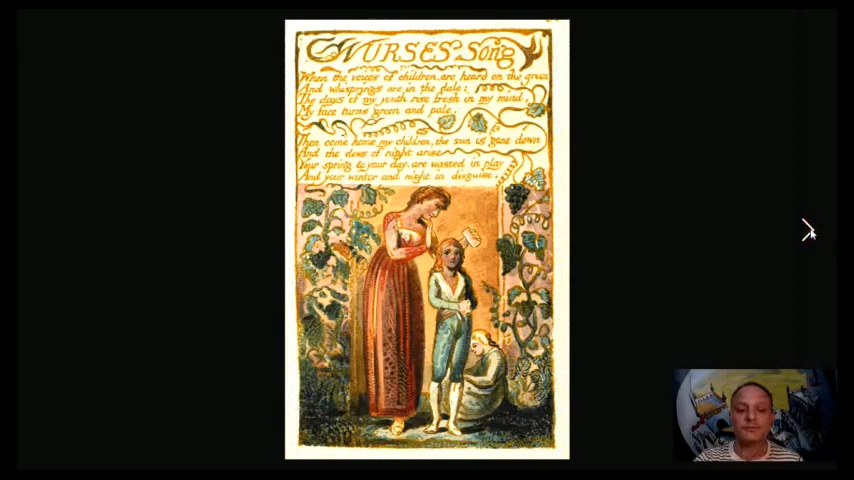 NURSES Song
When the voices of children, are heard on the green
And whisprings are in the dale:
The days of my youth rise fresh in my mind,
My face turns green and pale.
Then come home my children, the sun is gone down
And the dews of night arise
Your spring & your day, are wasted in play
And your winter and night in disguise.